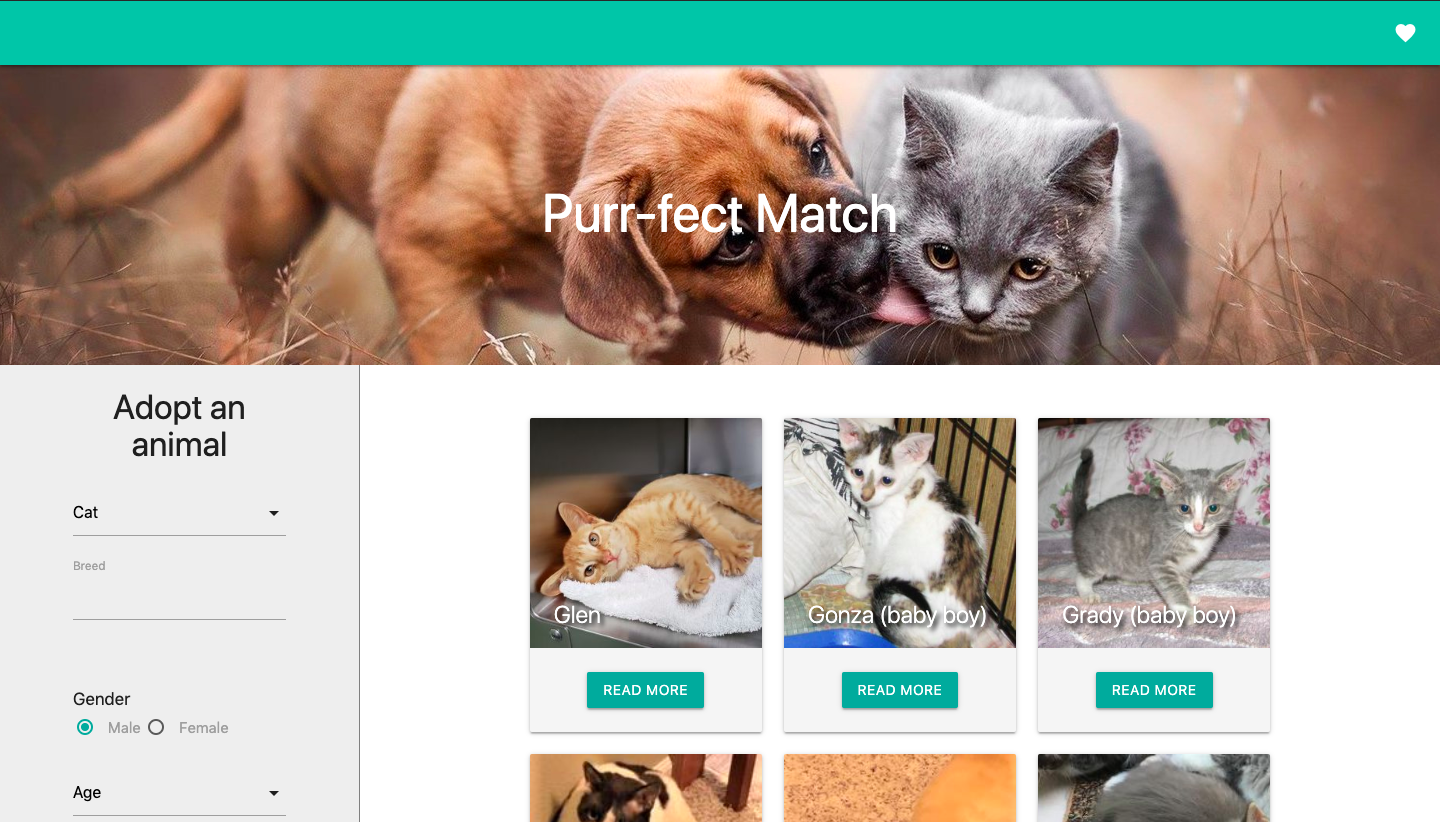 Purr-fect Match
Adopt an
animal
Cat
Breed
Gender
Male Female
Age
Glen
Gonza (baby boy)
Grady (baby boy)
READ MORE
READ MORE
READ MORE